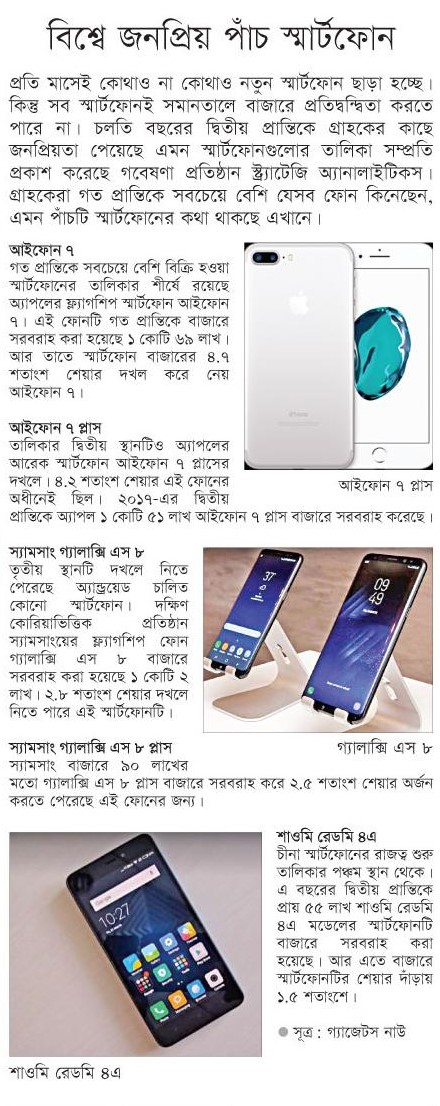 বিশ্বে জনপ্রিয় পাঁচ স্মার্টফোন
প্রতি মাসেই কোথাও না কোথাও নতুন স্মার্টফোন ছাড়া হচ্ছে।
কিন্তু সব স্মার্টফোনই সমানতালে বাজারে প্রতিদ্বন্দ্বিতা করতে
পারে না। চলতি বছরের দ্বিতীয় প্রান্তিকে গ্রাহকের কাছে
জনপ্রিয়তা পেয়েছে এমন স্মার্টফোনগুলোর তালিকা সম্প্রতি
প্রকাশ করেছে গবেষণা প্রতিষ্ঠান স্ট্র্যাটেজি অ্যানালাইটিকস।
গ্রাহকেরা গত প্রান্তিকে সবচেয়ে বেশি যেসব ফোন কিনেছেন,
এমন পাঁচটি স্মার্টফোনের কথা থাকছে এখানে।
আইফোন ৭
গত প্রান্তিকে সবচেয়ে বেশি বিক্রি হওয়া
স্মার্টফোনের তালিকার শীর্ষে রয়েছে
অ্যাপলের ফ্ল্যাগশিপ স্মার্টফোন আইফোন
৭। এই ফোনটি গত প্রান্তিকে বাজারে
সরবরাহ করা হয়েছে ১ কোটি ৬৯ লাখ।
আর তাতে স্মার্টফোন বাজারের ৪.৭
শতাংশ শেয়ার দখল করে নেয়
আইফোন ৭।
আইফোন ৭ প্লাস
তালিকার দ্বিতীয় স্থানটিও অ্যাপলের
আরেক স্মার্টফোন আইফোন ৭ প্লাসের
দখলে। ৪.২ শতাংশ শেয়ার এই ফোনের
অধীনেই ছিল। ২০১৭-এর দ্বিতীয়
প্রান্তিকে অ্যাপল ১ কোটি ৫১ লাখ আইফোন ৭ প্লাস বাজারে সরবরাহ করেছে।
iPhone
আইফোন ৭ প্লাস
স্যামসাং গ্যালাক্সি এস ৮
তৃতীয় স্থানটি দখলে নিতে
পেরেছে অ্যান্ড্রয়েড চালিত
কোনো স্মার্টফোন। দক্ষিণ
কোরিয়াভিত্তিক প্রতিষ্ঠান
স্যামসাংয়ের ফ্ল্যাগশিপ ফোন
গ্যালাক্সি এস ৮ বাজারে
সরবরাহ করা হয়েছে ১ কোটি ২
লাখ। ২.৮ শতাংশ শেয়ার দখলে
নিতে পারে এই স্মার্টফোনটি।
09
49
গ্যালাক্সি এস ৮
স্যামসাং গ্যালাক্সি এস ৮ প্লাস
স্যামসাং বাজারে ৯০ লাখের
মতো গ্যালাক্সি এস ৮ প্লাস বাজারে সরবরাহ করে ২.৫ শতাংশ শেয়ার অর্জন
করতে পেরেছে এই ফোনের জন্য।
10:27
শাওমি রেডমি ৪এ
শাওমি রেডমি ৪এ
চীনা স্মার্টফোনের রাজত্ব শুরু
তালিকার পঞ্চম স্থান থেকে।
এ বছরের দ্বিতীয় প্রান্তিকে
প্রায় ৫৫ লাখ শাওমি রেডমি
৪এ মডেলের স্মার্টফোনটি
বাজারে সরবরাহ করা
হয়েছে। আর এতে বাজারে
স্মার্টফোনটির শেয়ার দাঁড়ায়
১.৫ শতাংশে।
সূত্র : গ্যাজেটস নাউ